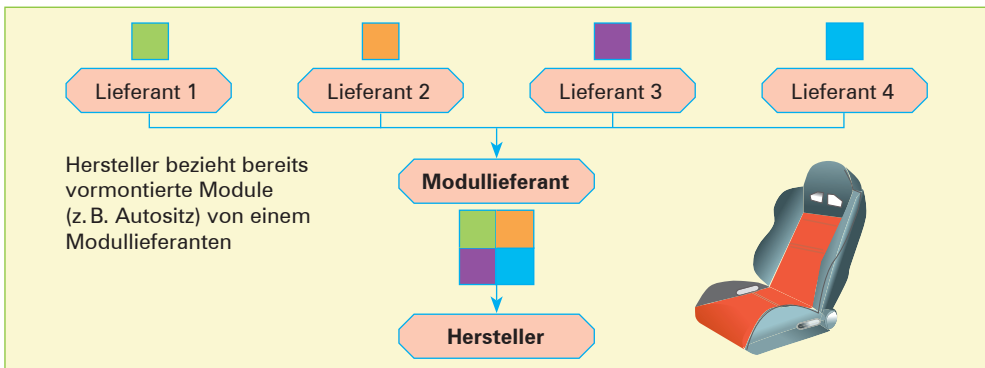 Lieferant 1
Lieferant 2
Lieferant 3
Lieferant 4
Hersteller bezieht bereits
vormontierte Module
(z. B. Autositz) von einem
Modullieferanten
Modullieferant
Hersteller